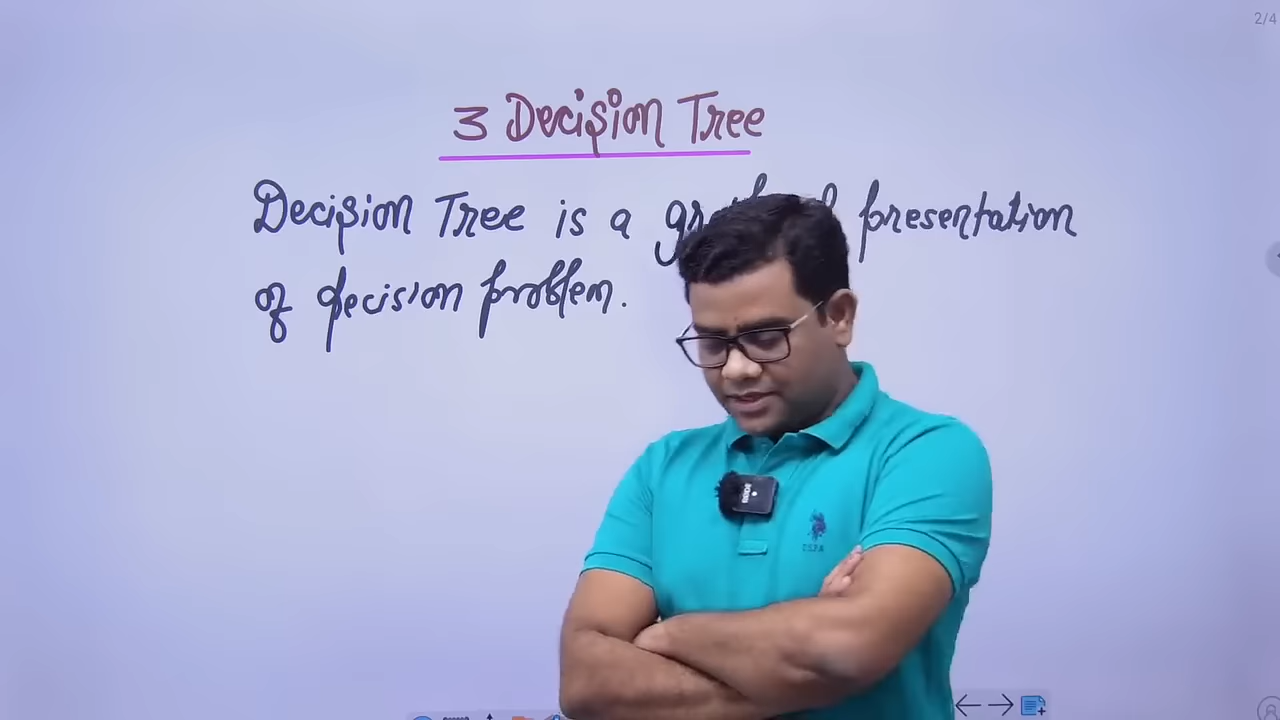 2/4
3 Decision Tree
Decision Tree is a presentation
of decision problem.